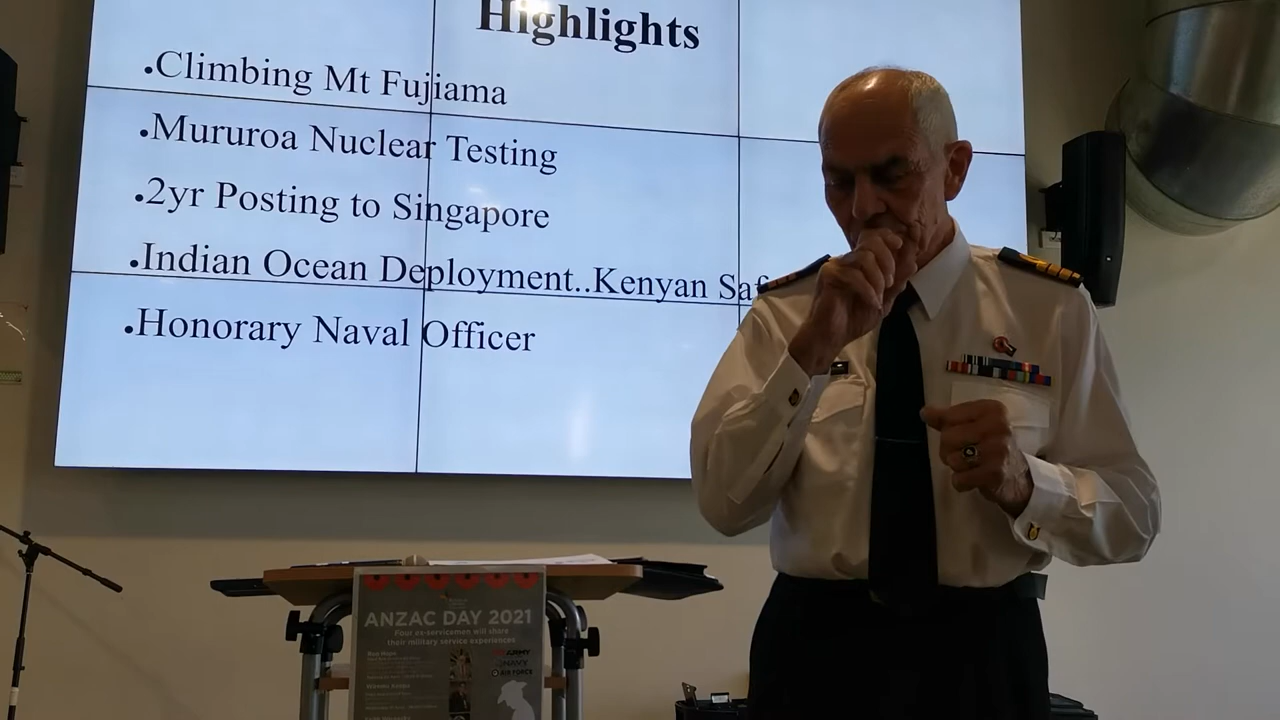 Highlights
.Climbing Mt Fujiama
.Mururoa Nuclear Testing
.2yr Posting to Singapore
.Indian Ocean Deployment..Kenyan Saf
.Honorary Naval Officer
ANZAC DAY 2021
Four ex-servicemen will share
their military service experiences
ARMY
NAVY
AIR FORCE